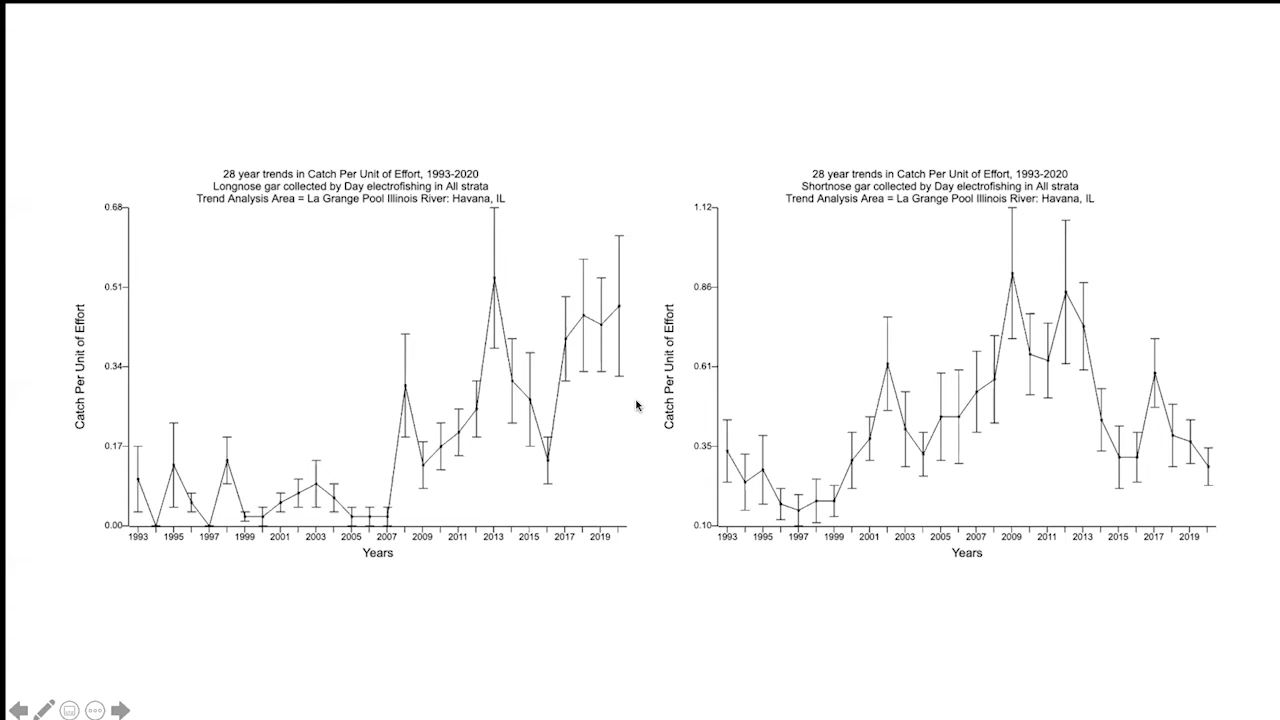 28 year trends in Catch Per Unit of Effort, 1993-2020
Longnose gar collected by Day electrofishing in All strata
Trend Analysis Area = La Grange Pool Illinois River: Havana, IL
0.68
0.51
0.34
0.17
0.00
Catch Per Unit of Effort
1993 1995 1997 1999 2001 2003 2005 2007 2009 2011 2013 2015 2017 2019
Years
28 year trends in Catch Per Unit of Effort, 1993-2020
Shortnose gar collected by Day electrofishing in All strata
Trend Analysis Area = La Grange Pool Illinois River: Havana, IL
1.12
0.86
0.61
0.35
0.10
Catch Per Unit of Effort
1993 1995 1997 1999 2001 2003 2005 2007 2009 2011 2013 2015 2017 2019
Years